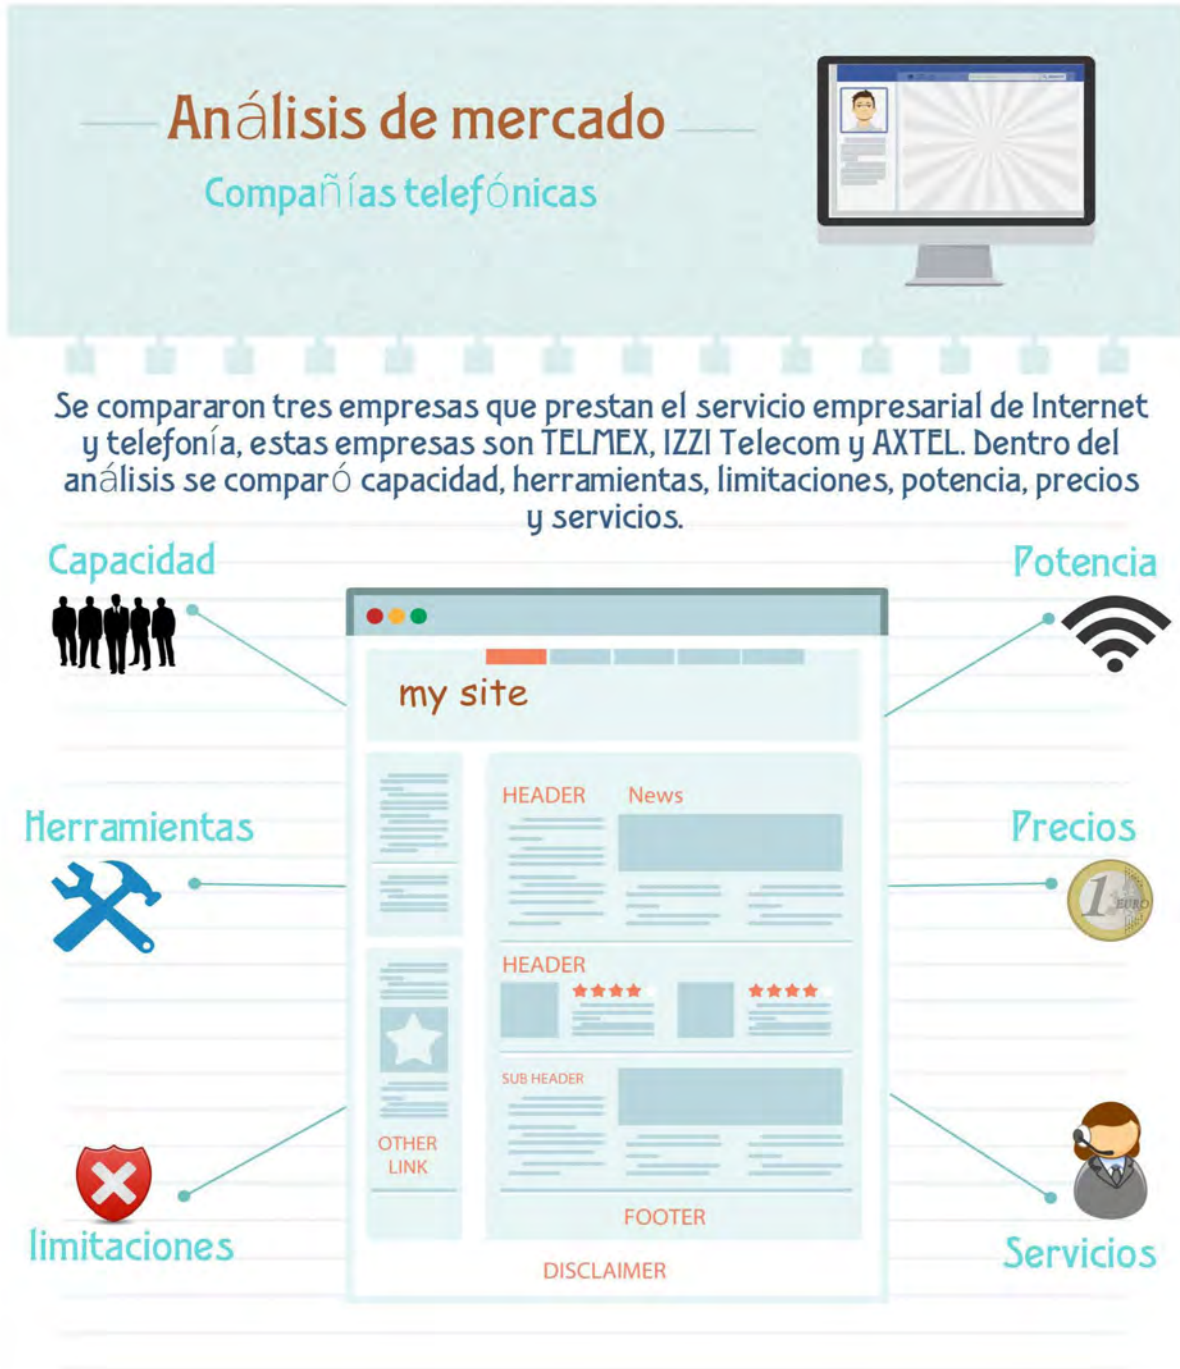 Análisis de mercado
Compañías telefónicas
Se compararon tres empresas que prestan el servicio empresarial de Internet
y telefonía, estas empresas son TELMEX, IZZI Telecom y AXTEL. Dentro del
análisis se comparó capacidad, herramientas, limitaciones, potencia, precios
y servicios.
Capacidad
Potencia
my site
HEADER
News
Herramientas
Precios
1 EURO
HEADER
SUB HEADER
OTHER
LINK
limitaciones
FOOTER
Servicios
DISCLAIMER